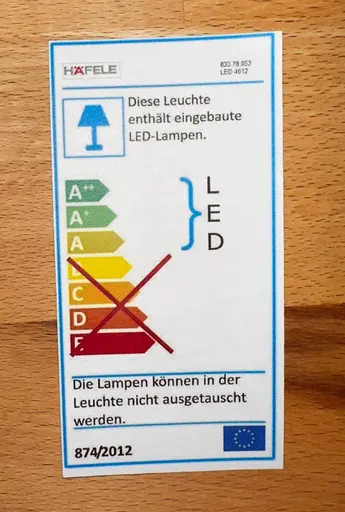 HÄFELE
833.78.053
LED 4012
Diese Leuchte
enthält eingebaute
LED-Lampen.
A++
A+
A
C
D
E
L
E
D
Die Lampen können in der
Leuchte nicht ausgetauscht
werden.
874/2012